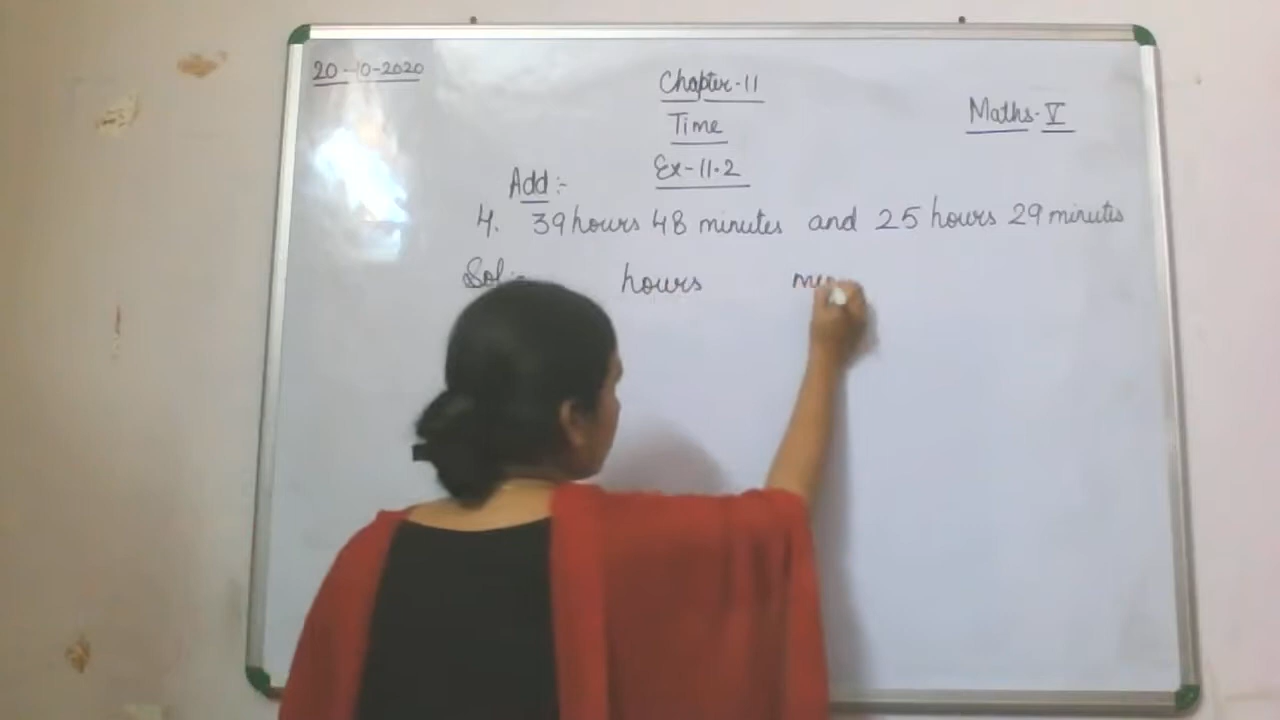 20-10-2020
Chapter-11
Time
Maths-V
Ex-11.2
Add:-
4. 39 hours 48 minutes and 25 hours 29 minutes
Sol:- hours